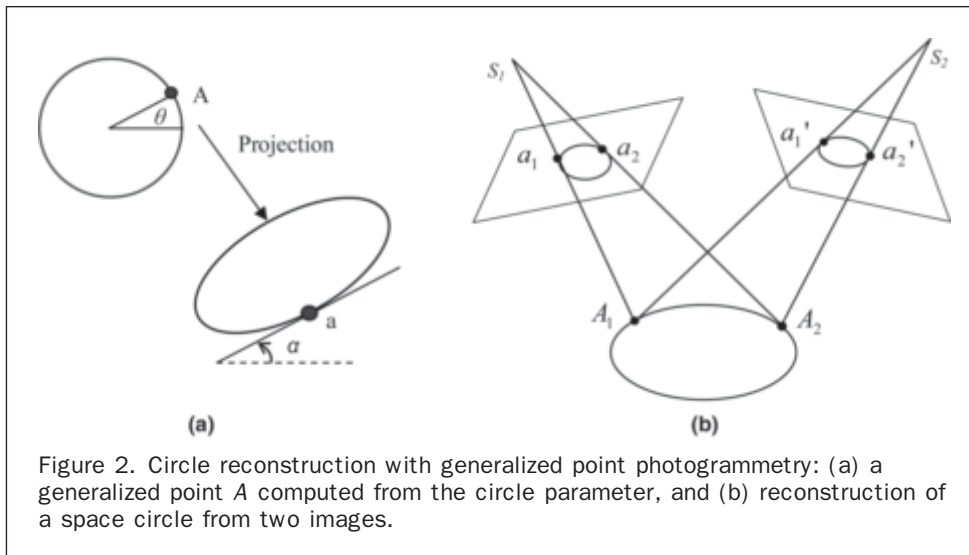 A
θ
Projection
a
α
(a)
S1
S2
a1
a2
a1'
a2'
A1
A2
(b)
Figure 2. Circle reconstruction with generalized point photogrammetry: (a) a
generalized point A computed from the circle parameter, and (b) reconstruction of
a space circle from two images.